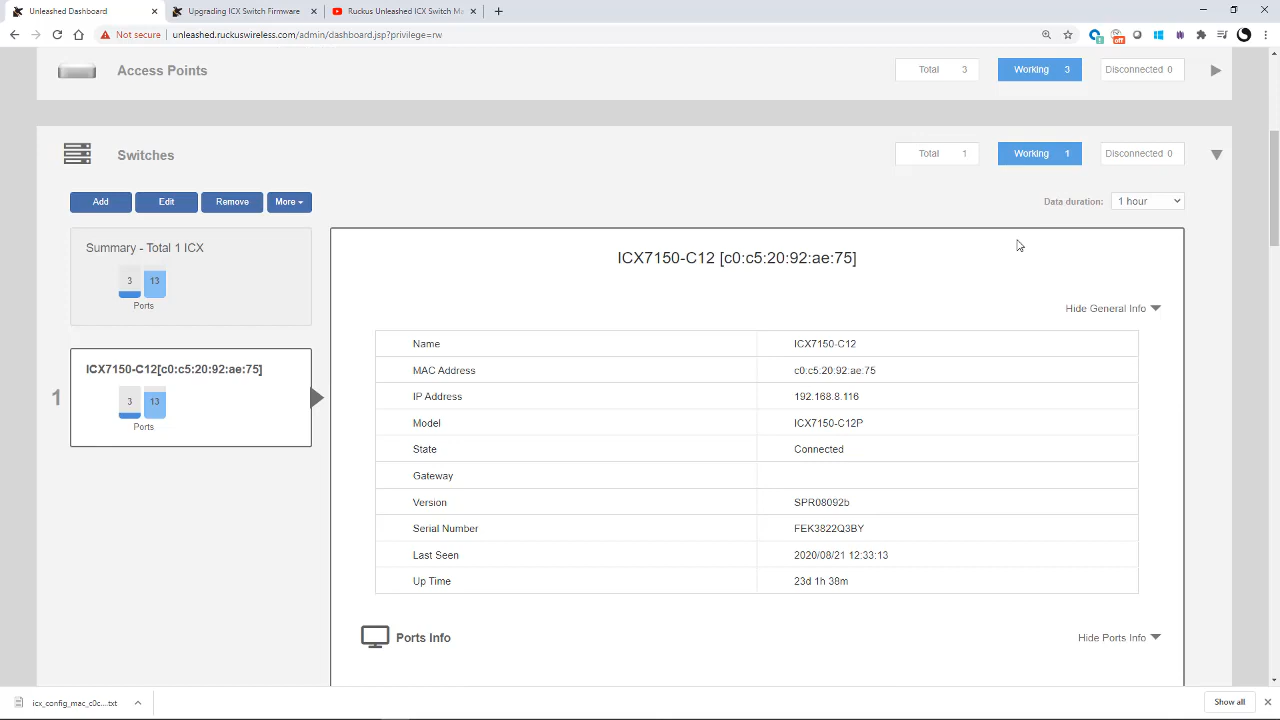 Unleashed Dashboard
Upgrading ICX Switch Firmware
Ruckus Unleashed ICX Switch Ma
Not secure
unleashed.ruckuswireless.com/admin/dashboard.jsp?privilege=rw
off
Access Points
Total 3
Working 3
Disconnected 0
Switches
Total 1
Working 1
Disconnected 0
Add
Edit
Remove
More
Data duration:
1 hour
Summary - Total 1 ICX
3
13
Ports
1
ICX7150-C12[c0:c5:20:92:ae:75]
3
13
Ports
ICX7150-C12 [c0:c5:20:92:ae:75]
Hide General Info
Name ICX7150-C12
MAC Address c0:c5:20:92:ae:75
IP Address 192.168.8.116
Model ICX7150-C12P
State Connected
Gateway
Version SPR08092b
Serial Number FEK3822Q3BY
Last Seen 2020/08/21 12:33:13
Up Time 23d 1h 38m
Ports Info
Hide Ports Info
icx_config_mac_c0c....txt
Show all